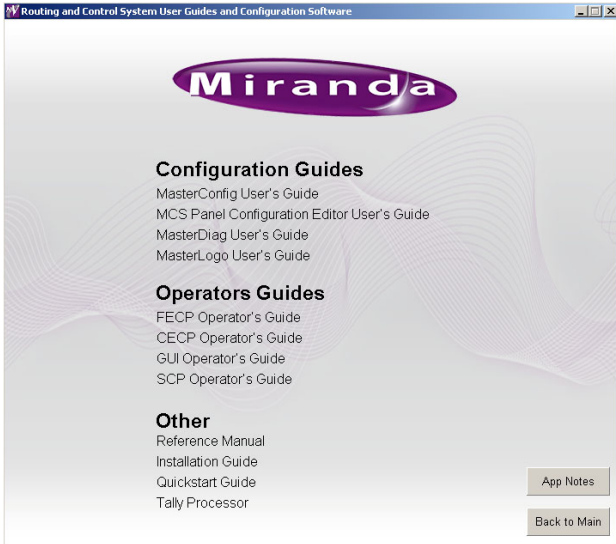 Routing and Control System User Guides and Configuration Software
Miranda
Configuration Guides
MasterConfig User's Guide
MCS Panel Configuration Editor User's Guide
MasterDiag User's Guide
MasterLogo User's Guide
Operators Guides
FECP Operator's Guide
CECP Operator's Guide
GUI Operator's Guide
SCP Operator's Guide
Other
Reference Manual
Installation Guide
Quickstart Guide
Tally Processor
App Notes
Back to Main